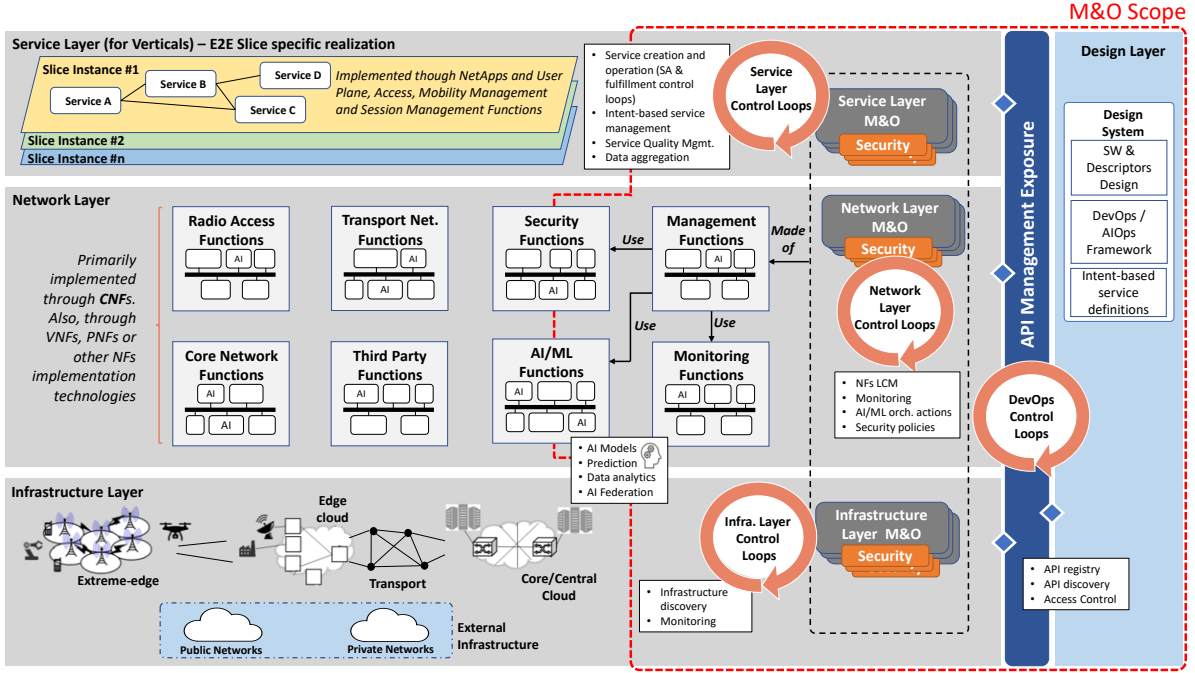 M&O Scope
Service Layer (for Verticals) – E2E Slice specific realization
Slice Instance #1
Service A
Service B
Service D
Service C
Implemented though NetApps and User
Plane, Access, Mobility Management
and Session Management Functions
Slice Instance #2
Slice Instance #n
• Service creation and
operation (SA &
fulfillment control
loops)
• Intent-based service
management
• Service Quality Mgmt.
• Data aggregation
Service
Layer
Control Loops
Service Layer
M&O
Security
API Management Exposure
Design Layer
Design
System
SW &
Descriptors
Design
DevOps /
AIOps
Framework
Intent-based
service
definitions
Network Layer
Primarily
implemented
through CNFs.
Also, through
VNFs, PNFs or
other NFs
implementation
technologies
Radio Access
Functions
AI
Transport Net.
Functions
AI
Security
Functions
AI
Use
Management
Functions
Made
of
Network Layer
M&O
Security
Network
Layer
Control Loops
Use
Use
Core Network
Functions
AI
AI
Third Party
Functions
AI
AI/ML
Functions
AI
AI
Monitoring
Functions
• NFs LCM
• Monitoring
• AI/ML orch. actions
• Security policies
DevOps
Control
Loops
• AI Models
• Prediction
• Data analytics
• AI Federation
Infrastructure Layer
Extreme-edge
Edge
cloud
Transport
Core/Central
Cloud
Public Networks
Private Networks
External
Infrastructure
Infra. Layer
Control
Loops
Infrastructure
Layer M&O
Security
• Infrastructure
discovery
• Monitoring
• API registry
• API discovery
• Access Control